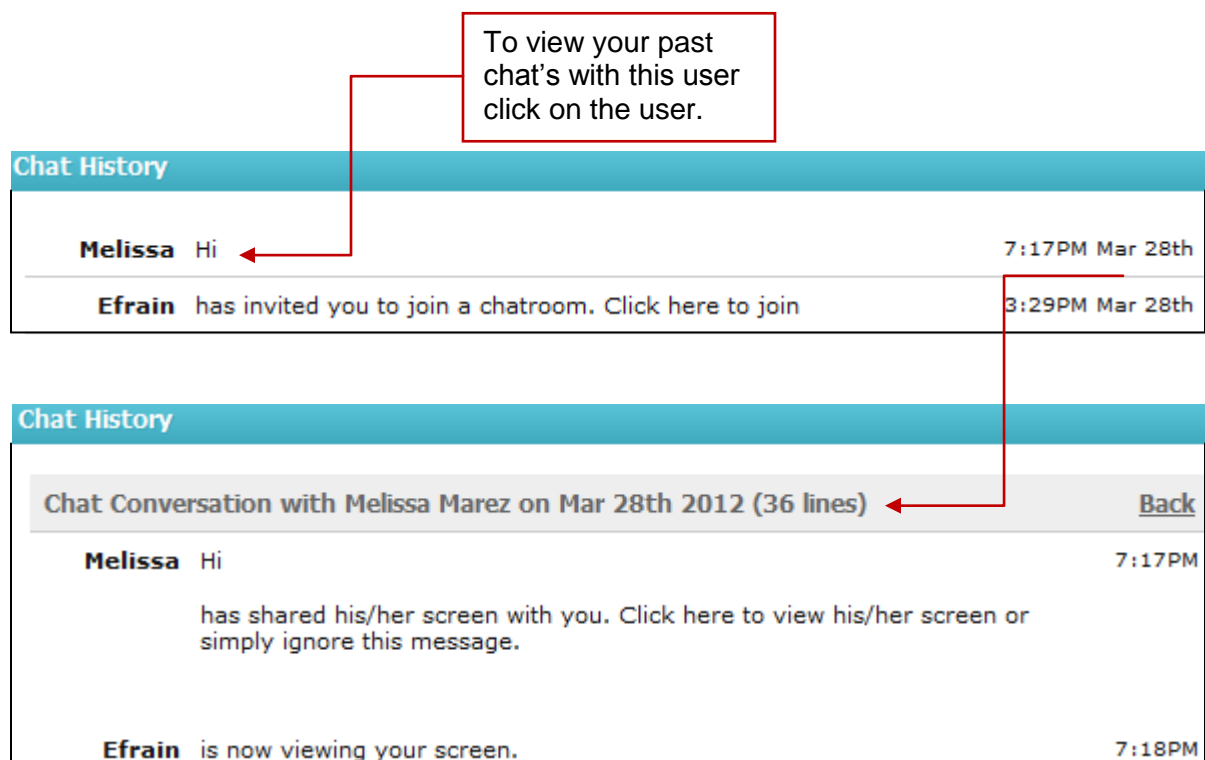 To view your past
chat's with this user
click on the user.
Chat History
Melissa Hi 7:17PM Mar 28th
Efrain has invited you to join a chatroom. Click here to join 3:29PM Mar 28th
Chat History
Chat Conversation with Melissa Marez on Mar 28th 2012 (36 lines) Back
Melissa Hi 7:17PM
has shared his/her screen with you. Click here to view his/her screen or
simply ignore this message.
Efrain is now viewing your screen. 7:18PM